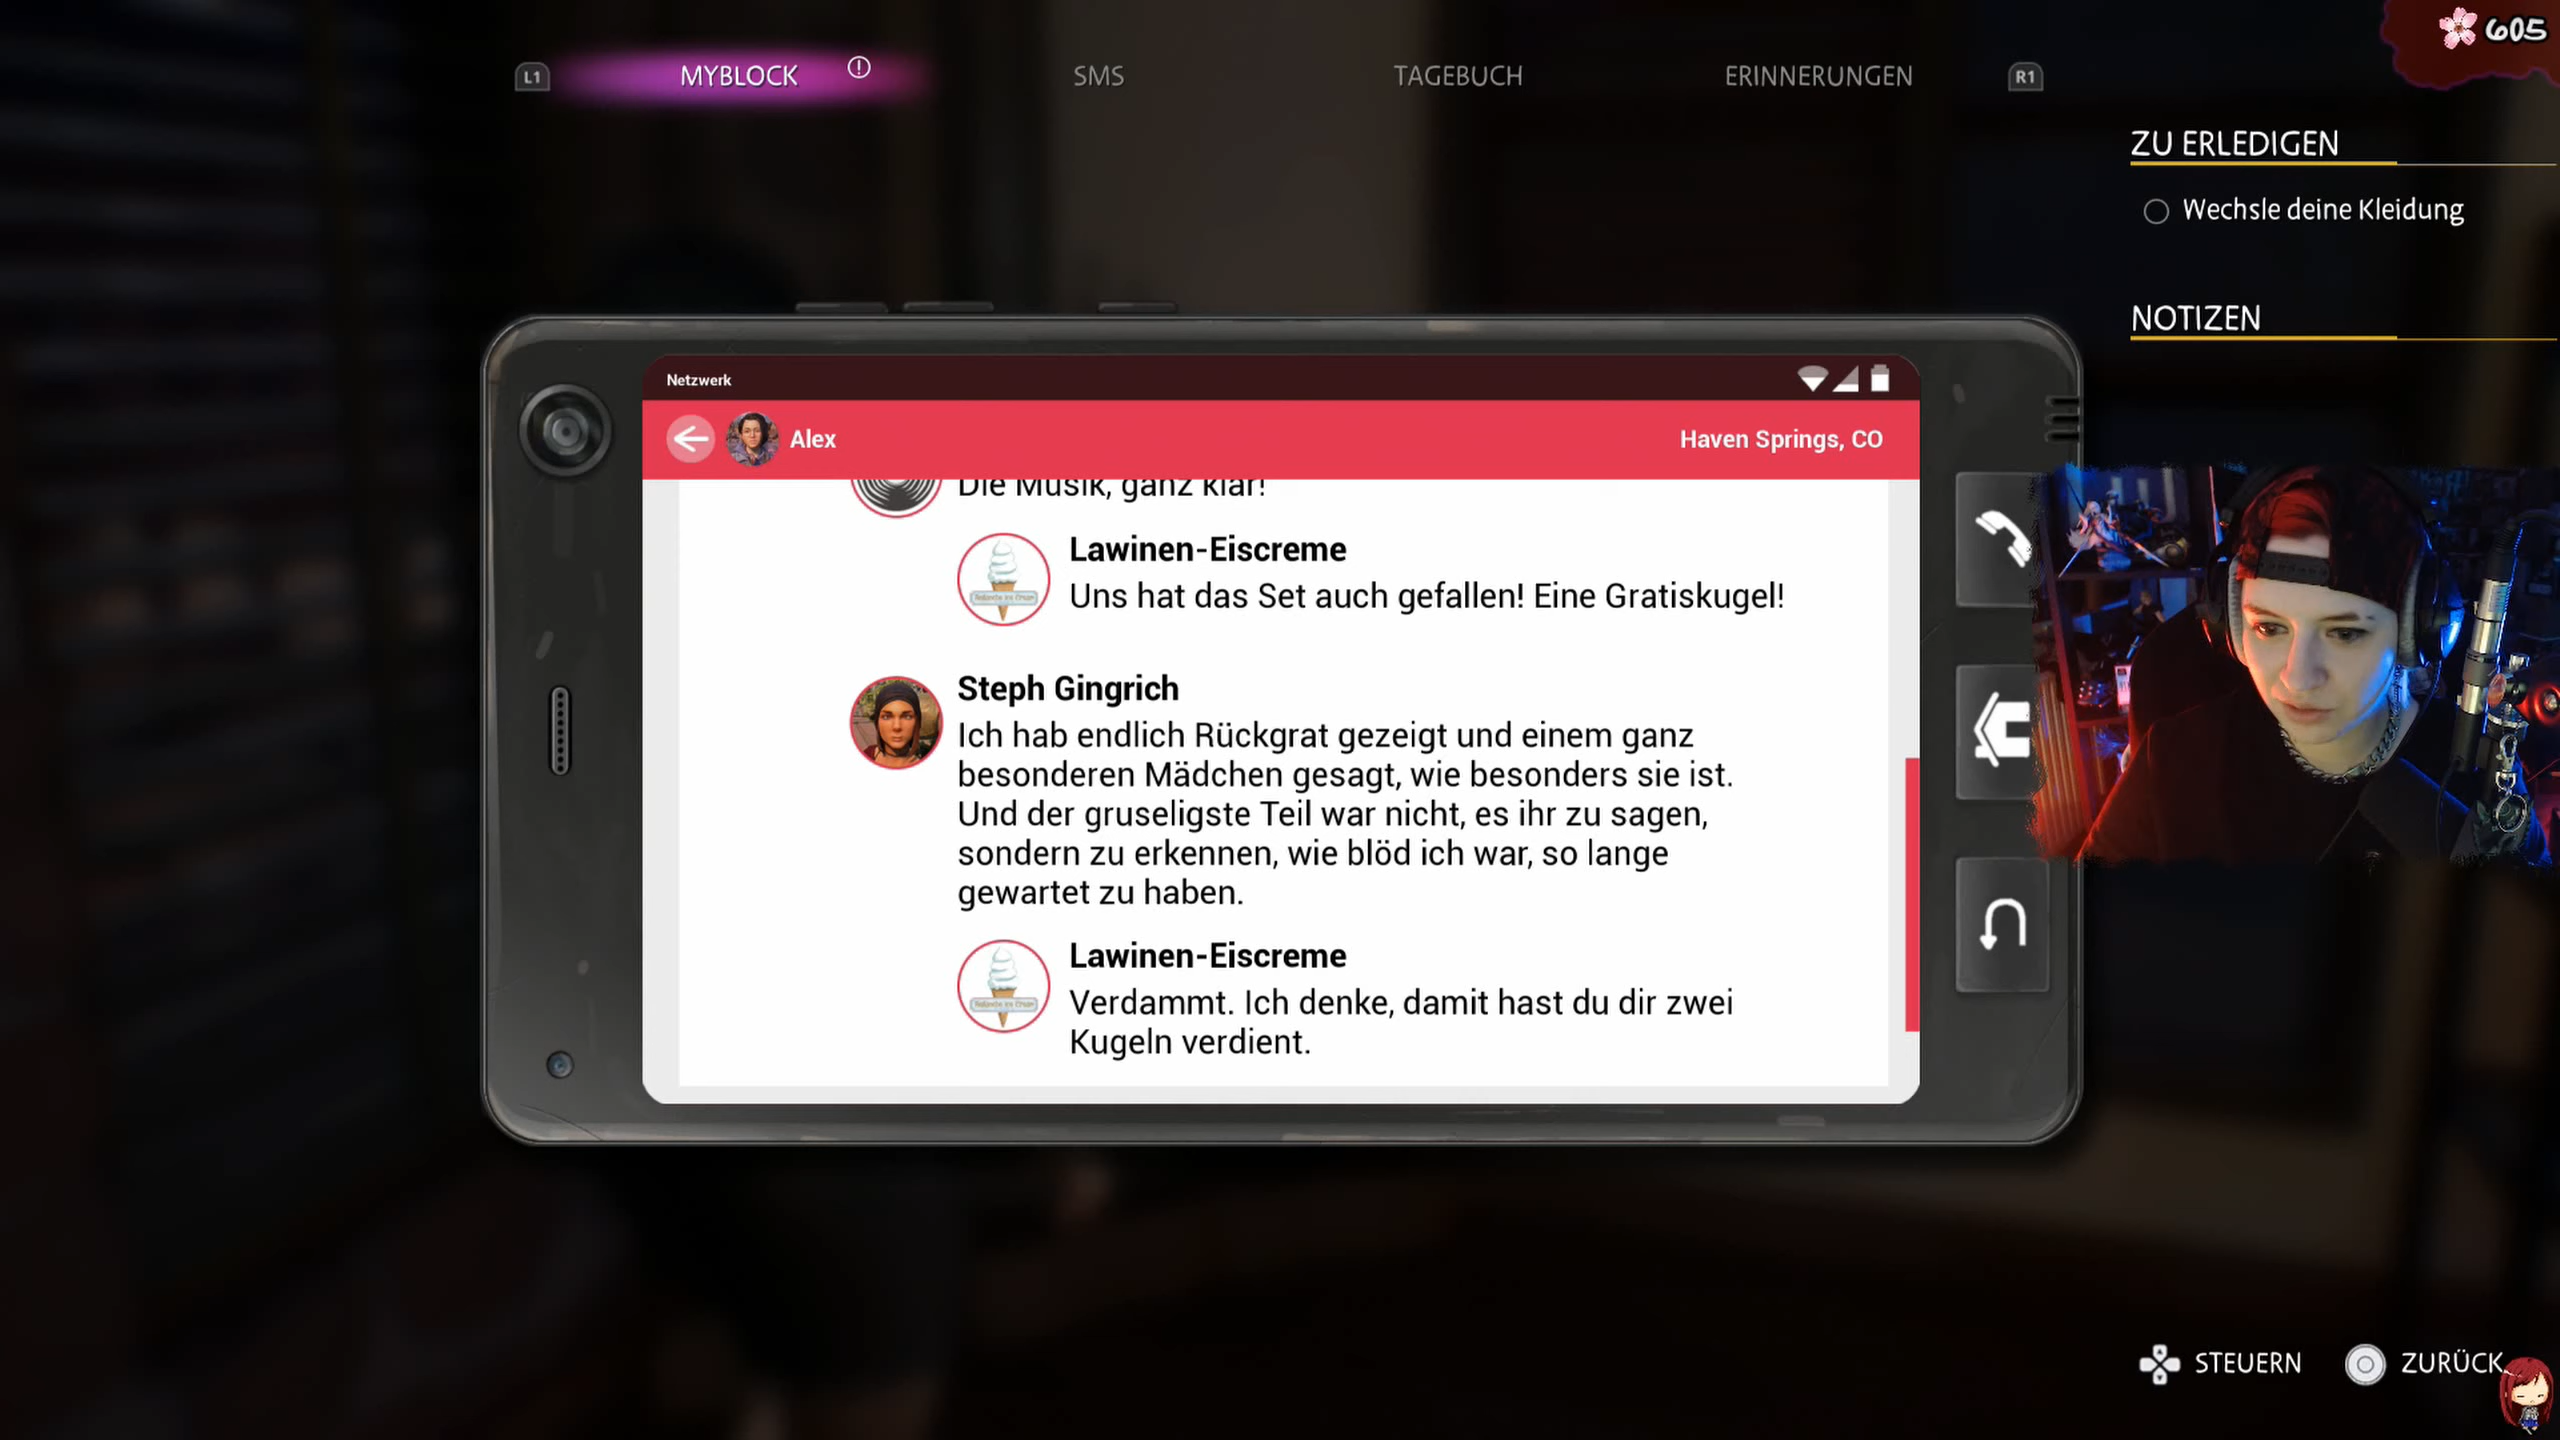 L1
MYBLOCK
SMS
TAGEBUCH
ERINNERUNGEN
R1
605
ZU ERLEDIGEN
Wechsle deine Kleidung
NOTIZEN
Netzwerk
Alex
Haven Springs, CO
Die Musik, ganz klar!
Lawinen-Eiscreme
Uns hat das Set auch gefallen! Eine Gratiskugel!
Steph Gingrich
Ich hab endlich Rückgrat gezeigt und einem ganz
besonderen Mädchen gesagt, wie besonders sie ist.
Und der gruseligste Teil war nicht, es ihr zu sagen,
sondern zu erkennen, wie blöd ich war, so lange
gewartet zu haben.
Lawinen-Eiscreme
Verdammt. Ich denke, damit hast du dir zwei
Kugeln verdient.
STEUERN
ZURÜCK